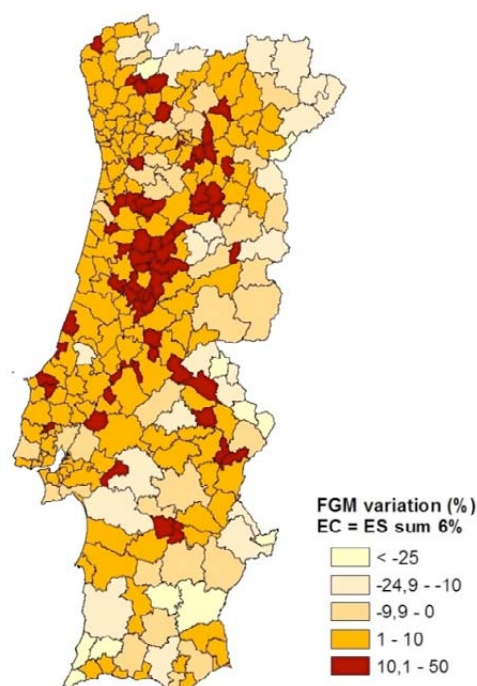 FGM variation (%)
EC = ES sum 6%
< -25
-24,9 - -10
-9,9 - 0
1 - 10
10,1 - 50